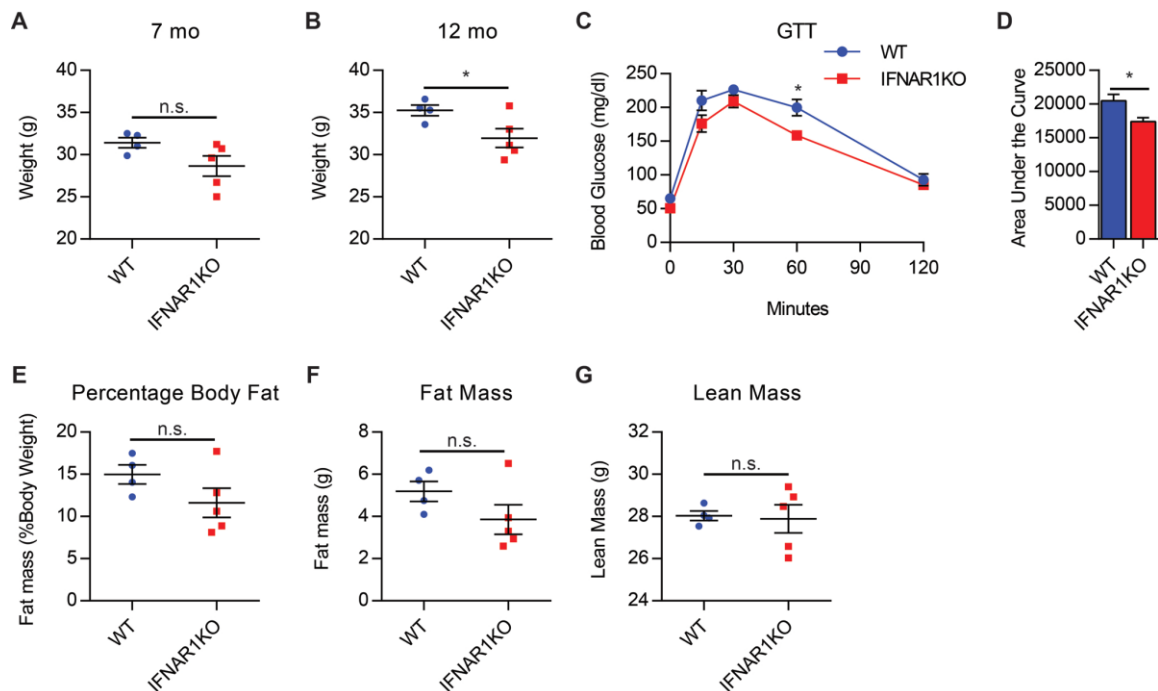 A
7 mo
Weight (g)
40
35
30
25
20
n.s.
WT
IFNAR1KO
B
12 mo
Weight (g)
40
35
30
25
20
*
WT
IFNAR1KO
C
GTT
WT
IFNAR1KO
Blood Glucose (mg/dl)
250
200
150
100
50
0
*
0 30 60 90 120
Minutes
D
Area Under the Curve
25000
20000
15000
10000
5000
0
*
WT
IFNAR1KO
E
Percentage Body Fat
Fat mass (%Body Weight)
20
15
10
5
0
n.s.
WT
IFNAR1KO
F
Fat Mass
Fat mass (g)
8
6
4
2
0
n.s.
WT
IFNAR1KO
G
Lean Mass
Lean Mass (g)
32
30
28
26
24
n.s.
WT
IFNAR1KO